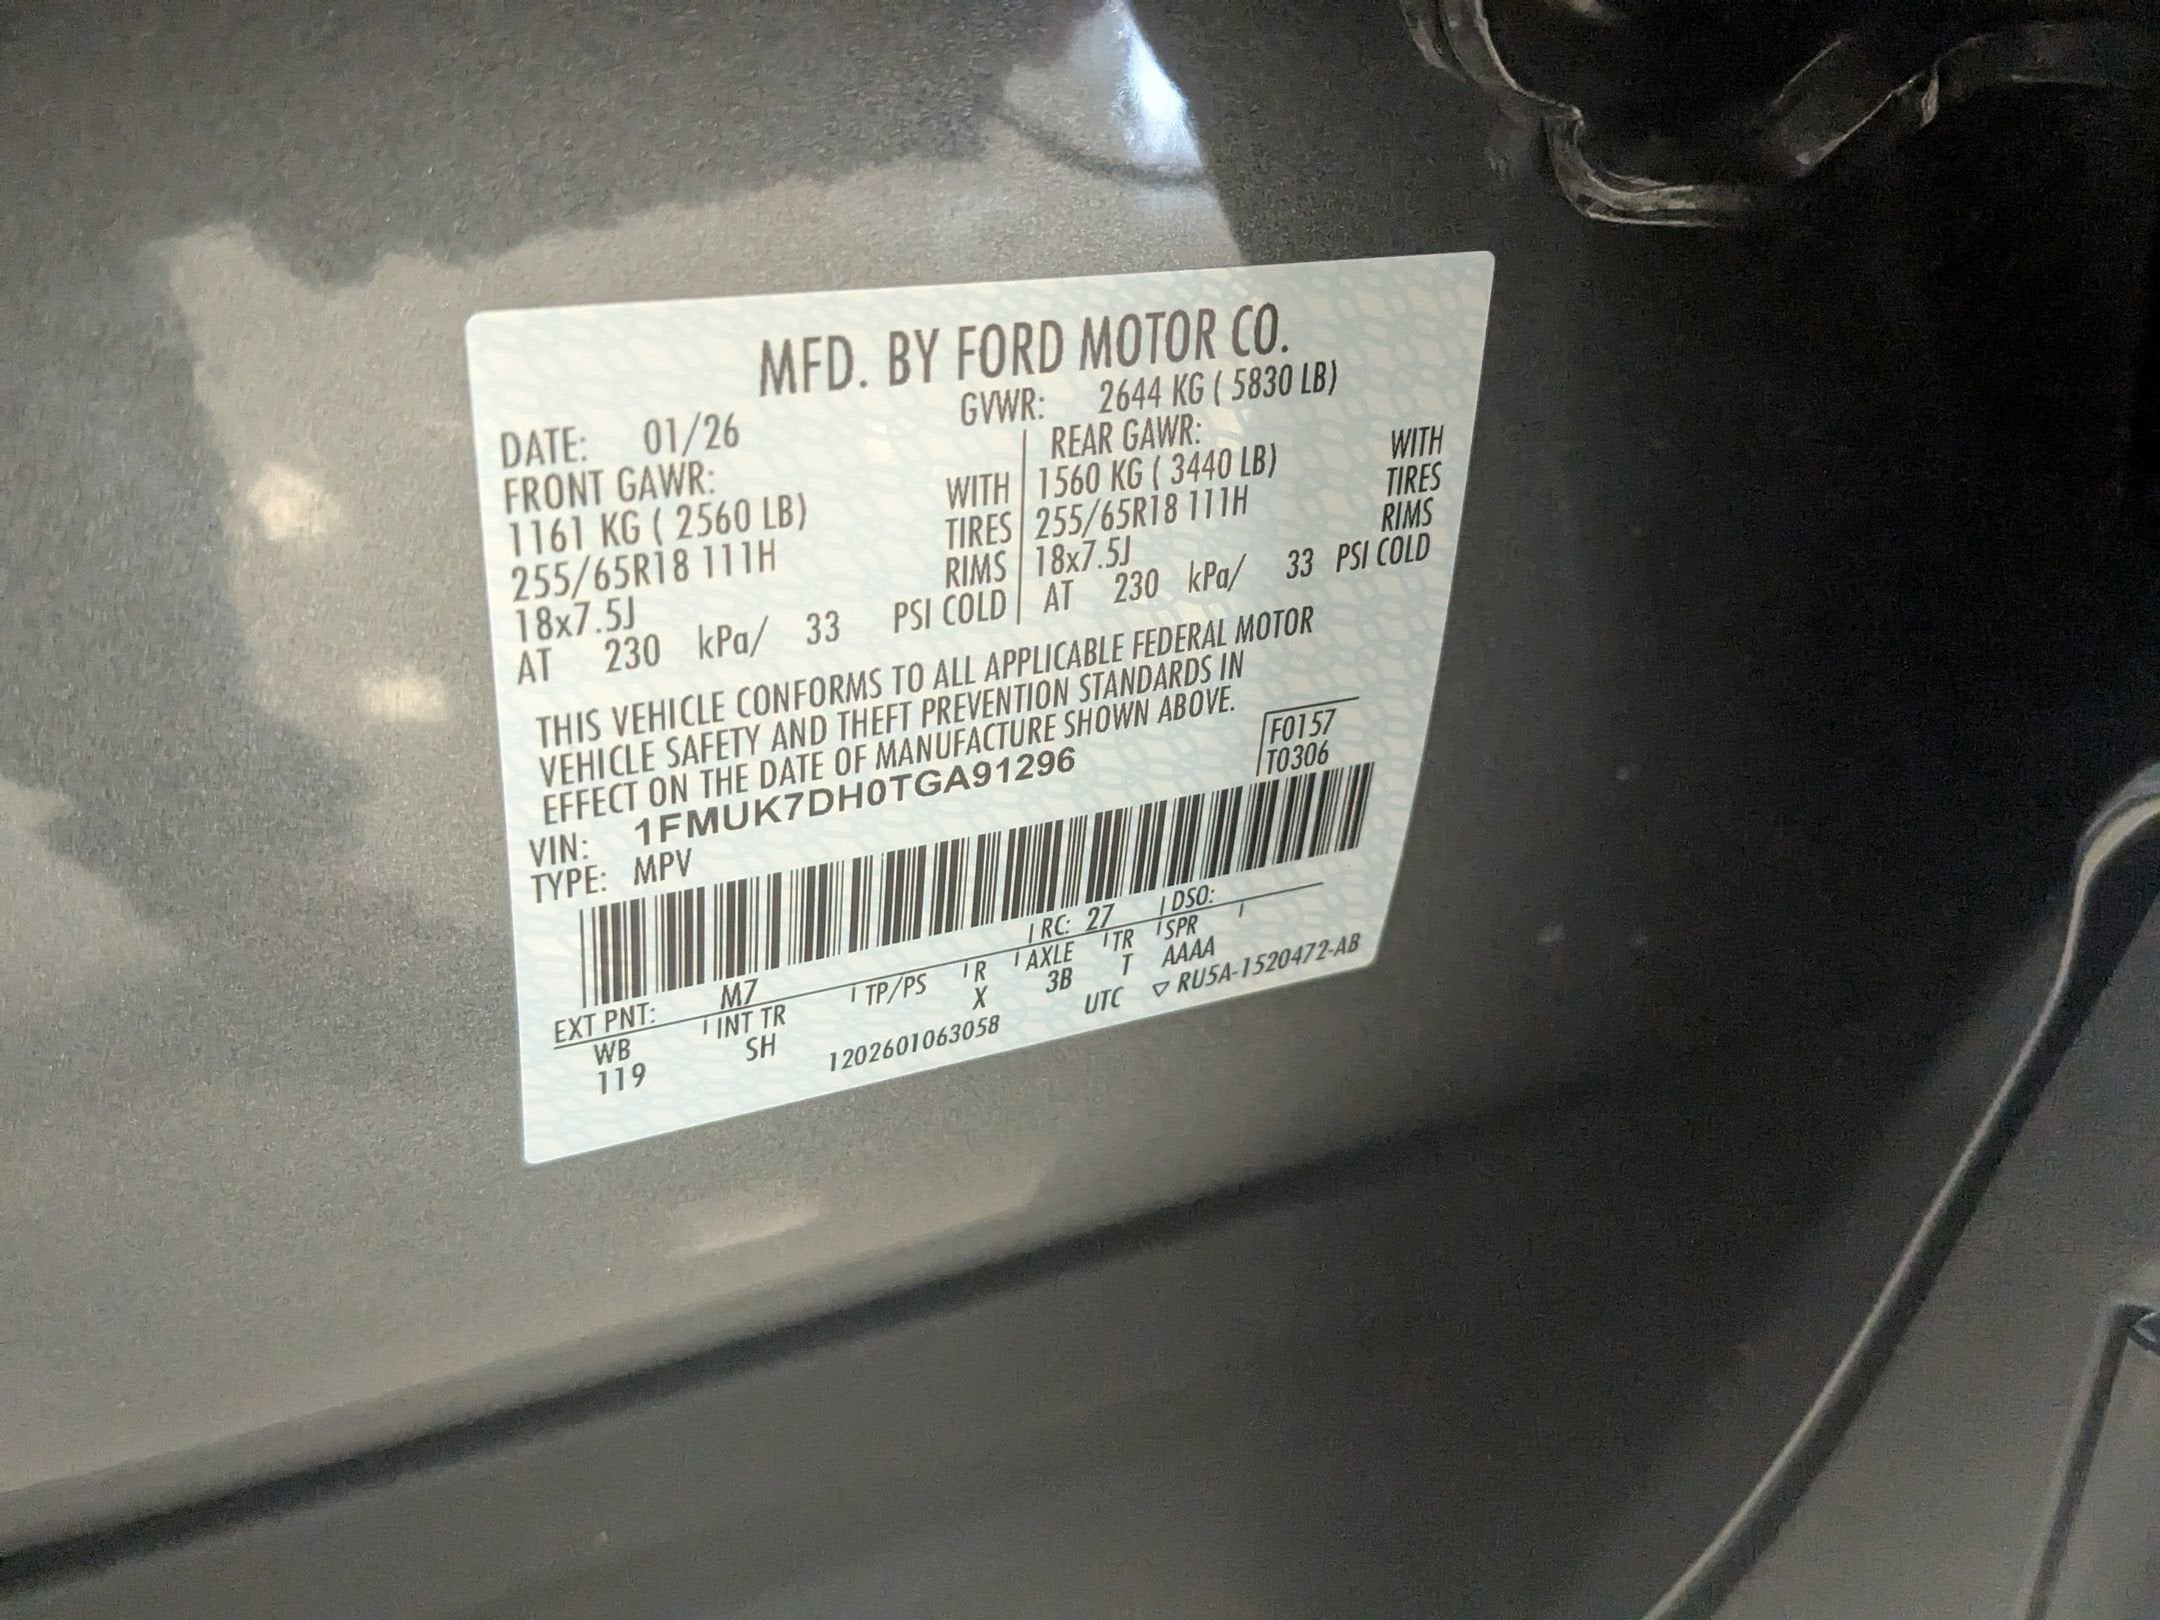 MFD. BY FORD MOTOR CO.
DATE: 01/26 GVWR: 2644 KG ( 5830 LB)
FRONT GAWR: REAR GAWR:
1161 KG ( 2560 LB) WITH 1560 KG ( 3440 LB) WITH
255/65R18 111H TIRES 255/65R18 111H TIRES
18x7.5J RIMS 18x7.5J RIMS
AT 230 kPa/ 33 PSI COLD AT 230 kPa/ 33 PSI COLD
THIS VEHICLE CONFORMS TO ALL APPLICABLE FEDERAL MOTOR
VEHICLE SAFETY AND THEFT PREVENTION STANDARDS IN
EFFECT ON THE DATE OF MANUFACTURE SHOWN ABOVE.
F0157
VIN: 1FMUK7DH0TGA91296 T0306
TYPE: MPV
EXT PNT: M7 RC: 27 DSO:
WB INT TR TP/PS R AXLE TR SPR
119 SH X 3B T AAAA
1202601063058 UTC ▽ RU5A-1520472-AB